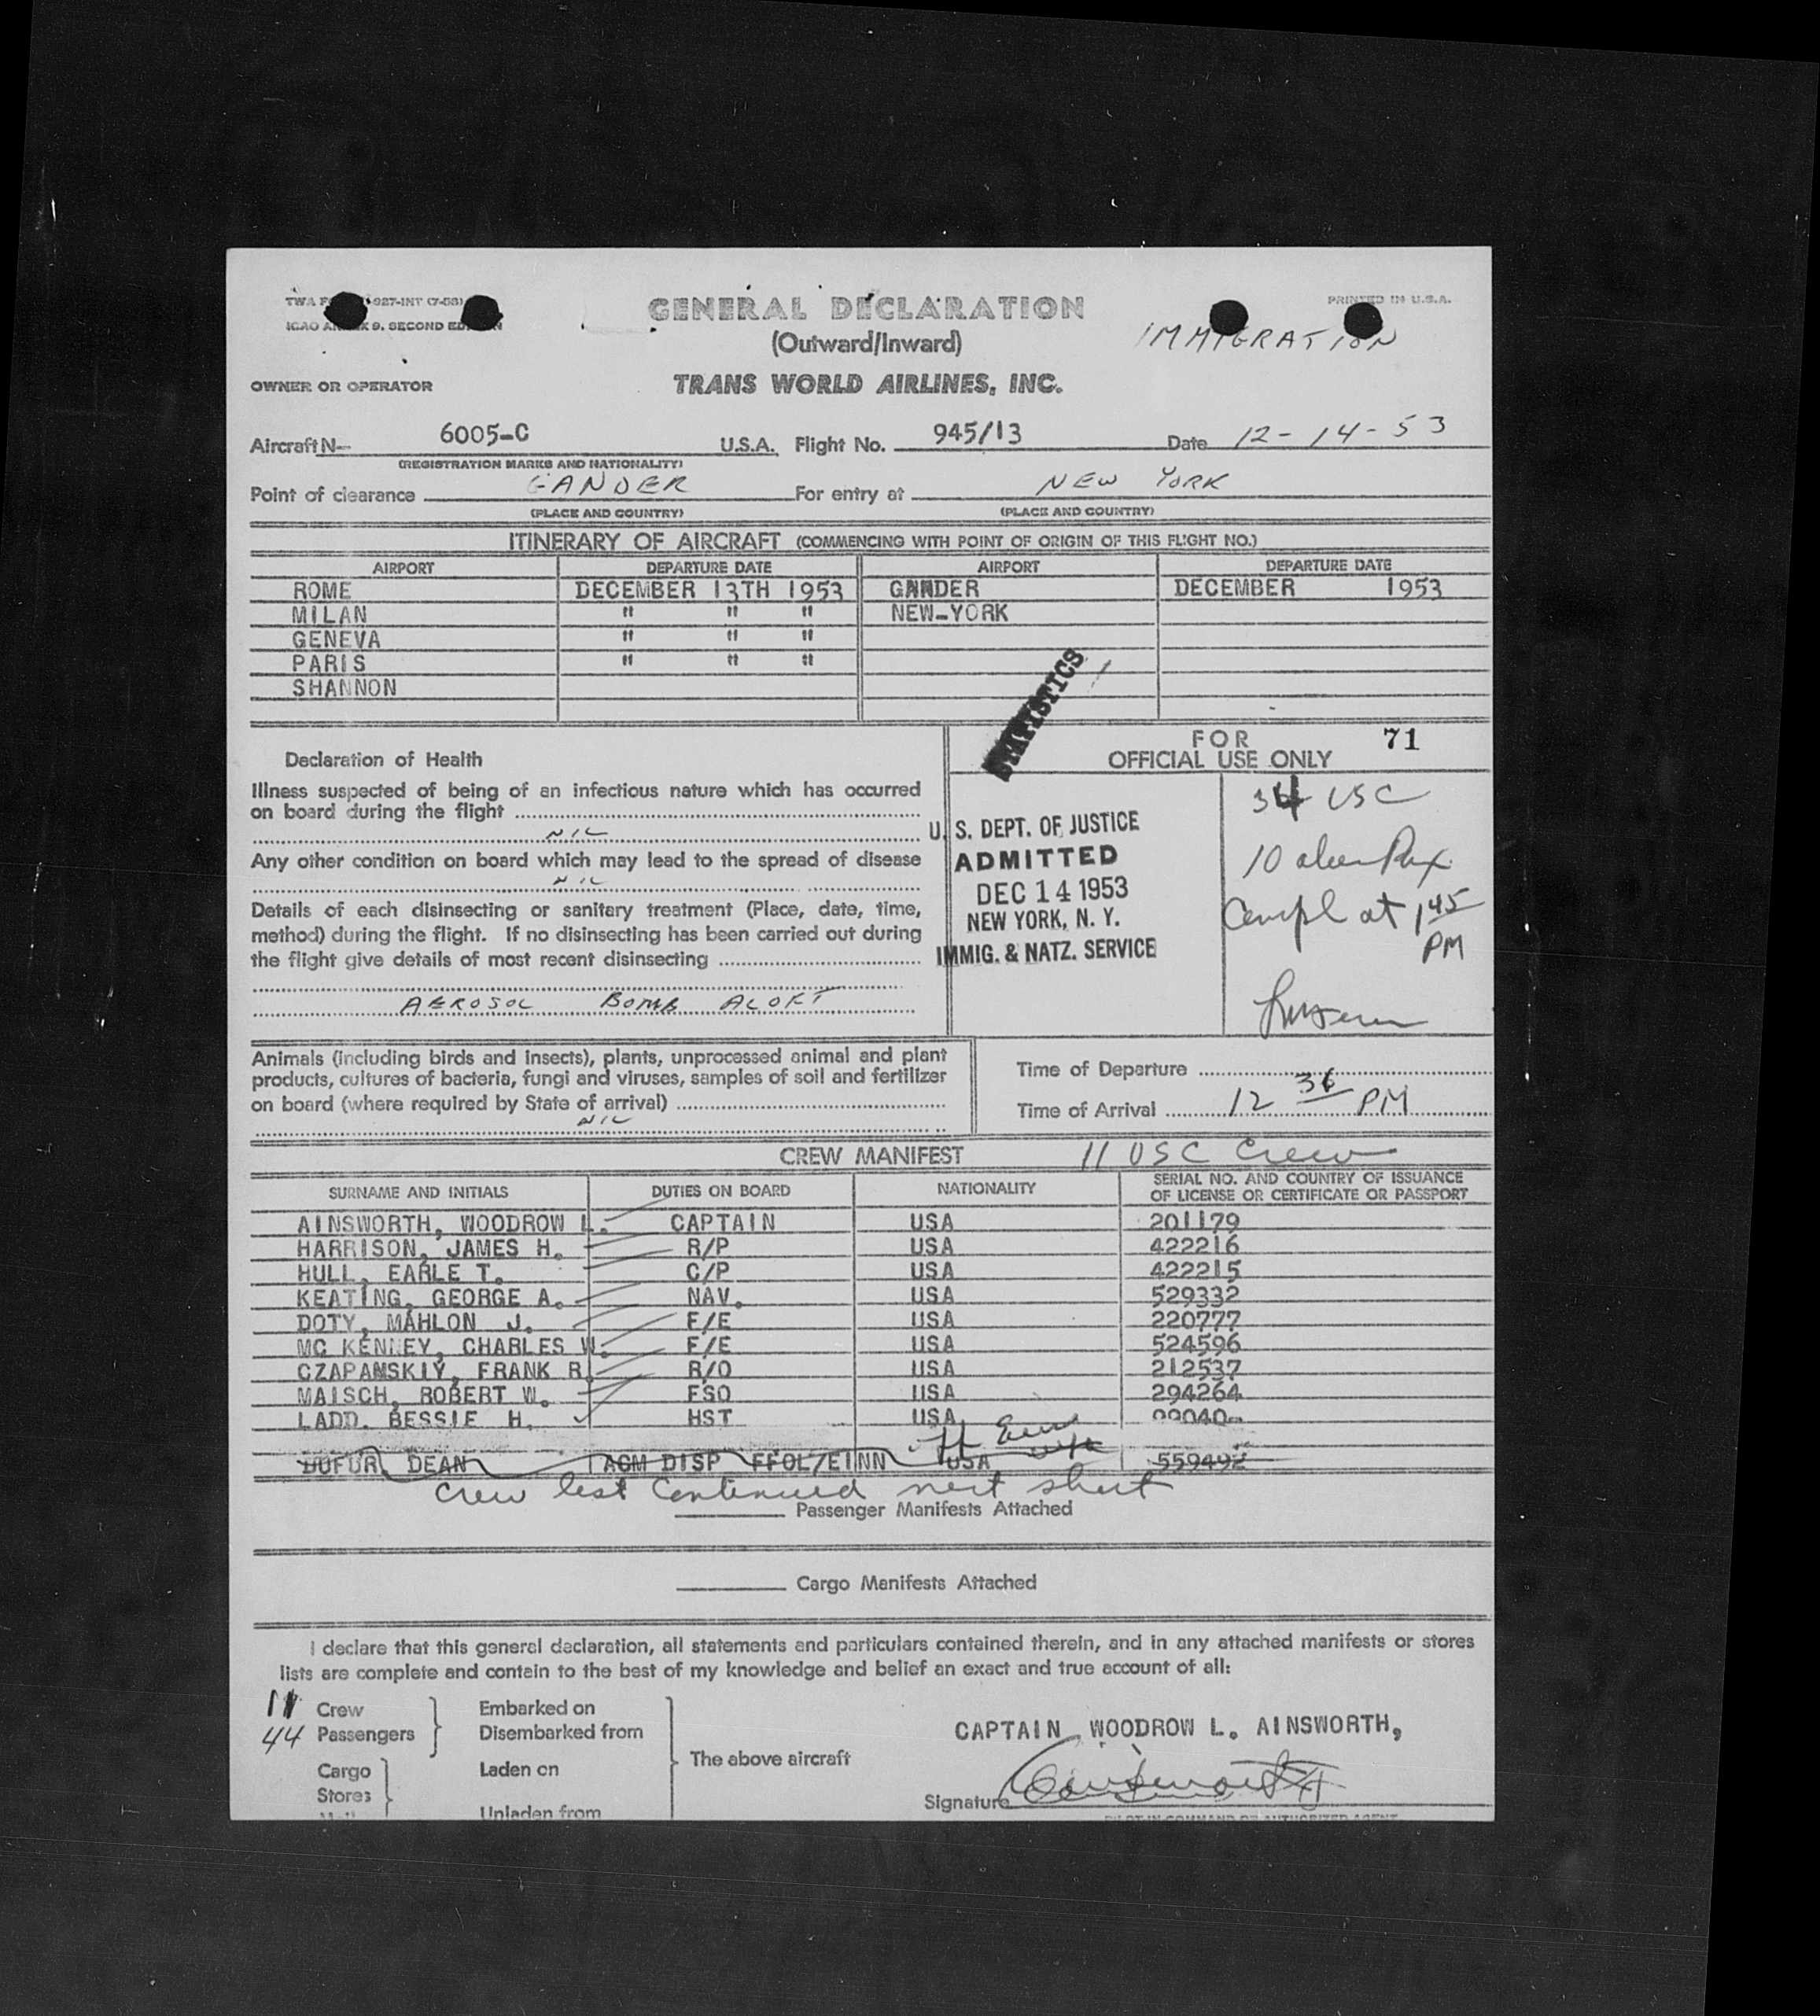 TWA F 927-INT (7-53)
ICAO A X 9. SECOND ED N
GENERAL DECLARATION
PRINTED IN U.S.A.
(Outward/Inward)
IMMIGRATION
OWNER OR OPERATOR
TRANS WORLD AIRLINES, INC.
Aircraft N- 6005-C U.S.A. Flight No. 945/13 Date 12-14-53
(REGISTRATION MARKS AND NATIONALITY)
Point of clearance GANDER For entry at NEW YORK
(PLACE AND COUNTRY) (PLACE AND COUNTRY)
ITINERARY OF AIRCRAFT (COMMENCING WITH POINT OF ORIGIN OF THIS FLIGHT NO.)
AIRPORT DEPARTURE DATE AIRPORT DEPARTURE DATE
ROME DECEMBER 13TH 1953 GANDER DECEMBER 1953
MILAN " " " NEW-YORK
GENEVA " " "
PARIS " " "
SHANNON
STATISTICS
Declaration of Health
FOR 71
OFFICIAL USE ONLY
Illness suspected of being of an infectious nature which has occurred
on board during the flight
NIL
Any other condition on board which may lead to the spread of disease
NIL
Details of each disinsecting or sanitary treatment (Place, date, time,
method) during the flight. If no disinsecting has been carried out during
the flight give details of most recent disinsecting
AEROSOL BOMB ALOFT
U. S. DEPT. OF JUSTICE
ADMITTED
DEC 14 1953
NEW YORK, N. Y.
IMMIG. & NATZ. SERVICE
34 USC
10 alien Pax
Compl at 1 45
PM
Animals (including birds and insects), plants, unprocessed animal and plant
products, cultures of bacteria, fungi and viruses, samples of soil and fertilizer
on board (where required by State of arrival)
NIL
Time of Departure
Time of Arrival 12 36 PM
CREW MANIFEST 11 USC Crew
SURNAME AND INITIALS DUTIES ON BOARD NATIONALITY SERIAL NO. AND COUNTRY OF ISSUANCE
OF LICENSE OR CERTIFICATE OR PASSPORT
AINSWORTH, WOODROW L. CAPTAIN USA 201179
HARRISON, JAMES H. R/P USA 422216
HULL, EARLE T. C/P USA 422215
KEATING, GEORGE A. NAV. USA 529332
DOTY, MAHLON J. F/E USA 220777
MC KENNEY, CHARLES W. F/E USA 524596
CZAPANSKIY, FRANK R. R/O USA 212537
MAISCH, ROBERT W. FSO USA 294264
LADD, BESSIE H. HST USA
DUFUR DEAN ACM DISP FFOL/EINN USA 559492
Crew list Continued next sheet
Passenger Manifests Attached
Cargo Manifests Attached
I declare that this general declaration, all statements and particulars contained therein, and in any attached manifests or stores
lists are complete and contain to the best of my knowledge and belief an exact and true account of all:
11 Crew
44 Passengers
Embarked on
Disembarked from
Cargo
Stores
Laden on
Unladen from
The above aircraft
CAPTAIN WOODROW L. AINSWORTH,
Signature
PILOT-IN-COMMAND OR AUTHORIZED AGENT